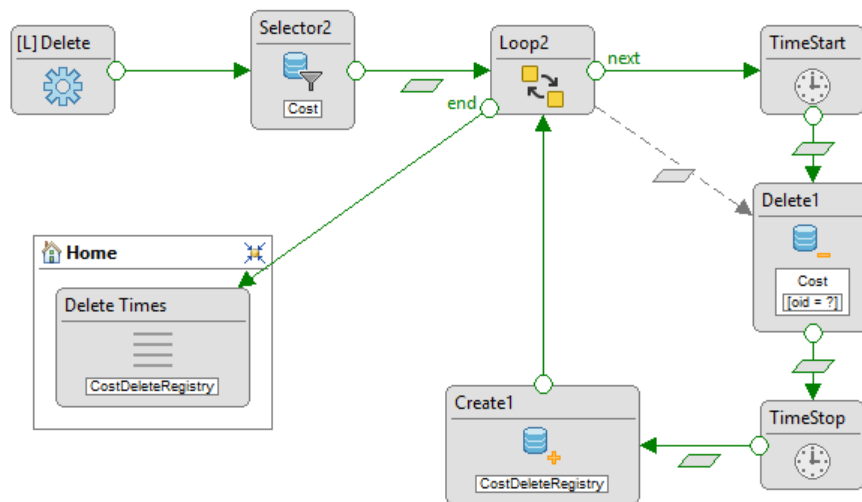 [L] Delete
Selector2
Cost
Loop2
next
end
TimeStart
Delete1
Cost
[oid = ?]
Home
Delete Times
CostDeleteRegistry
Create1
CostDeleteRegistry
TimeStop